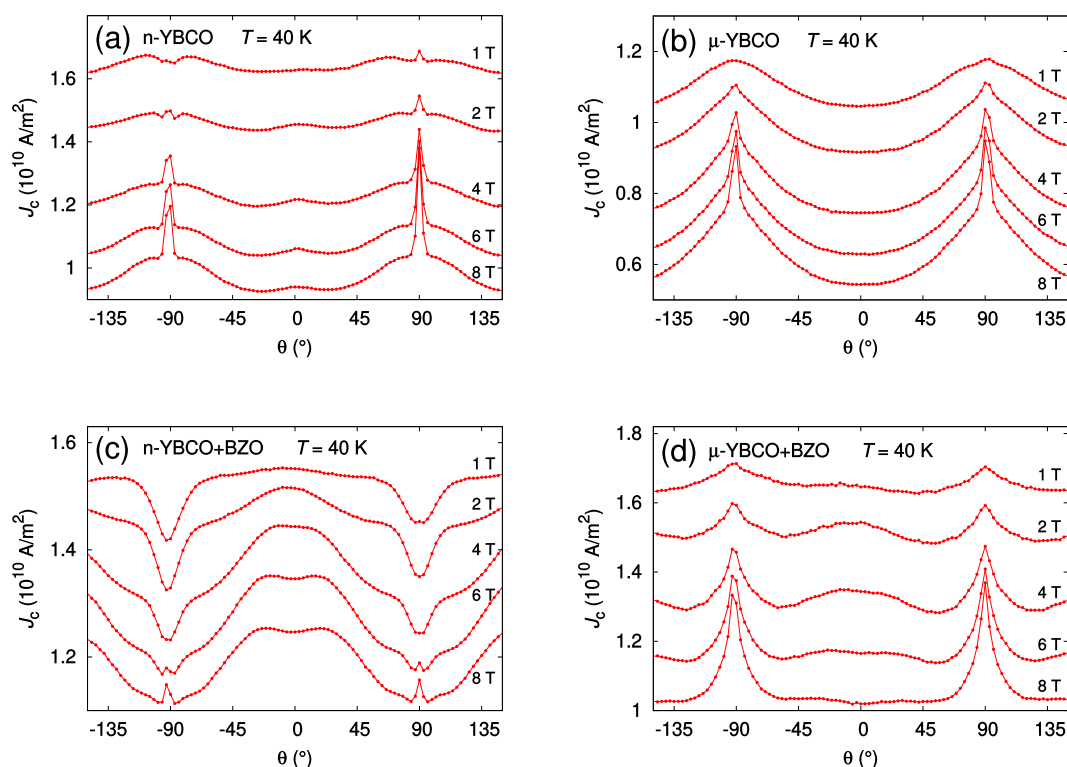 (a) n-YBCO T = 40 K
1 T
2 T
4 T
6 T
8 T
1.6
1.4
1.2
1
J_c (10^10 A/m^2)
-135 -90 -45 0 45 90 135
θ (°)
(b) μ-YBCO T = 40 K
1 T
2 T
4 T
6 T
8 T
1.2
1
0.8
0.6
J_c (10^10 A/m^2)
-135 -90 -45 0 45 90 135
θ (°)
(c) n-YBCO+BZO T = 40 K
1 T
2 T
4 T
6 T
8 T
1.6
1.4
1.2
J_c (10^10 A/m^2)
-135 -90 -45 0 45 90 135
θ (°)
(d) μ-YBCO+BZO T = 40 K
1 T
2 T
4 T
6 T
8 T
1.8
1.6
1.4
1.2
1
J_c (10^10 A/m^2)
-135 -90 -45 0 45 90 135
θ (°)